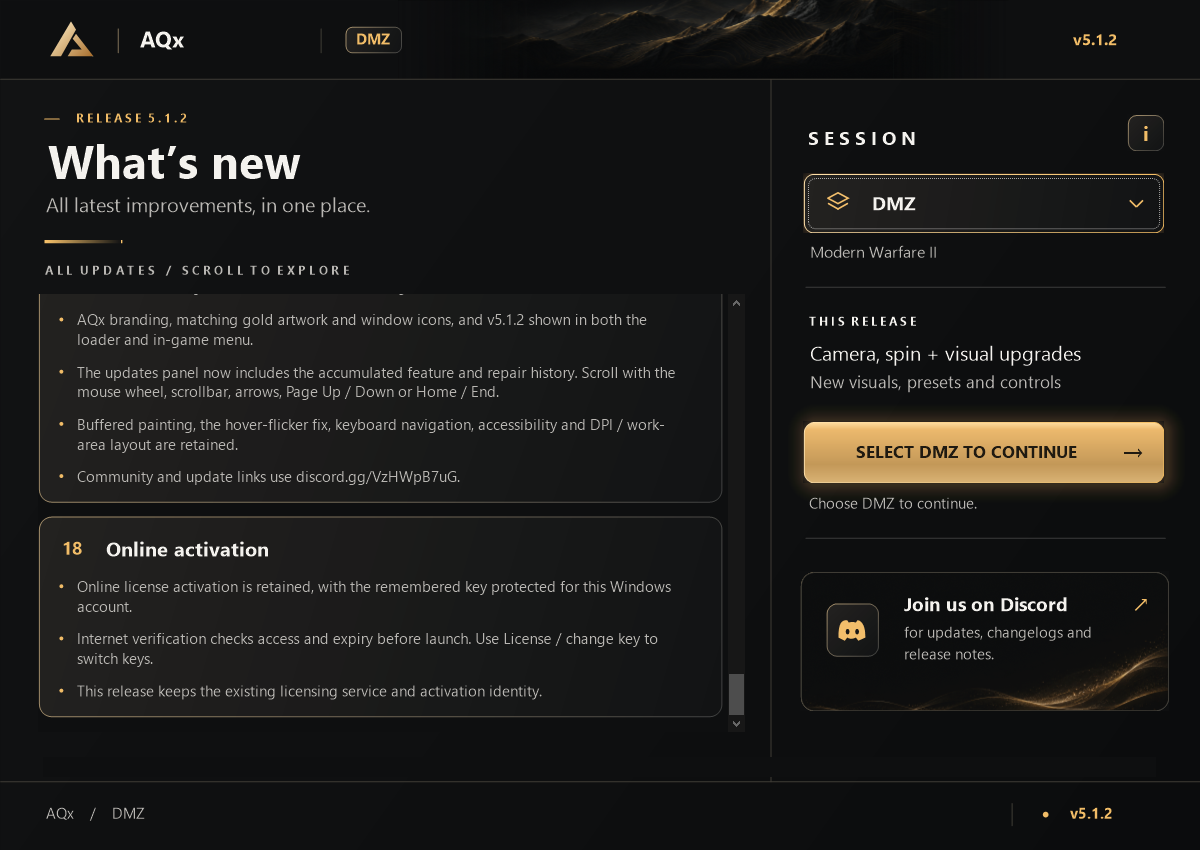 AQx
DMZ
v5.1.2
— RELEASE 5.1.2
What's new
All latest improvements, in one place.
ALL UPDATES / SCROLL TO EXPLORE
• AQx branding, matching gold artwork and window icons, and v5.1.2 shown in both the
loader and in-game menu.
• The updates panel now includes the accumulated feature and repair history. Scroll with the
mouse wheel, scrollbar, arrows, Page Up / Down or Home / End.
• Buffered painting, the hover-flicker fix, keyboard navigation, accessibility and DPI / work-
area layout are retained.
• Community and update links use discord.gg/VzHWpB7uG.
18 Online activation
• Online license activation is retained, with the remembered key protected for this Windows
account.
• Internet verification checks access and expiry before launch. Use License / change key to
switch keys.
• This release keeps the existing licensing service and activation identity.
SESSION
i
DMZ
Modern Warfare II
THIS RELEASE
Camera, spin + visual upgrades
New visuals, presets and controls
SELECT DMZ TO CONTINUE →
Choose DMZ to continue.
Join us on Discord ↗
for updates, changelogs and
release notes.
AQx / DMZ
• v5.1.2